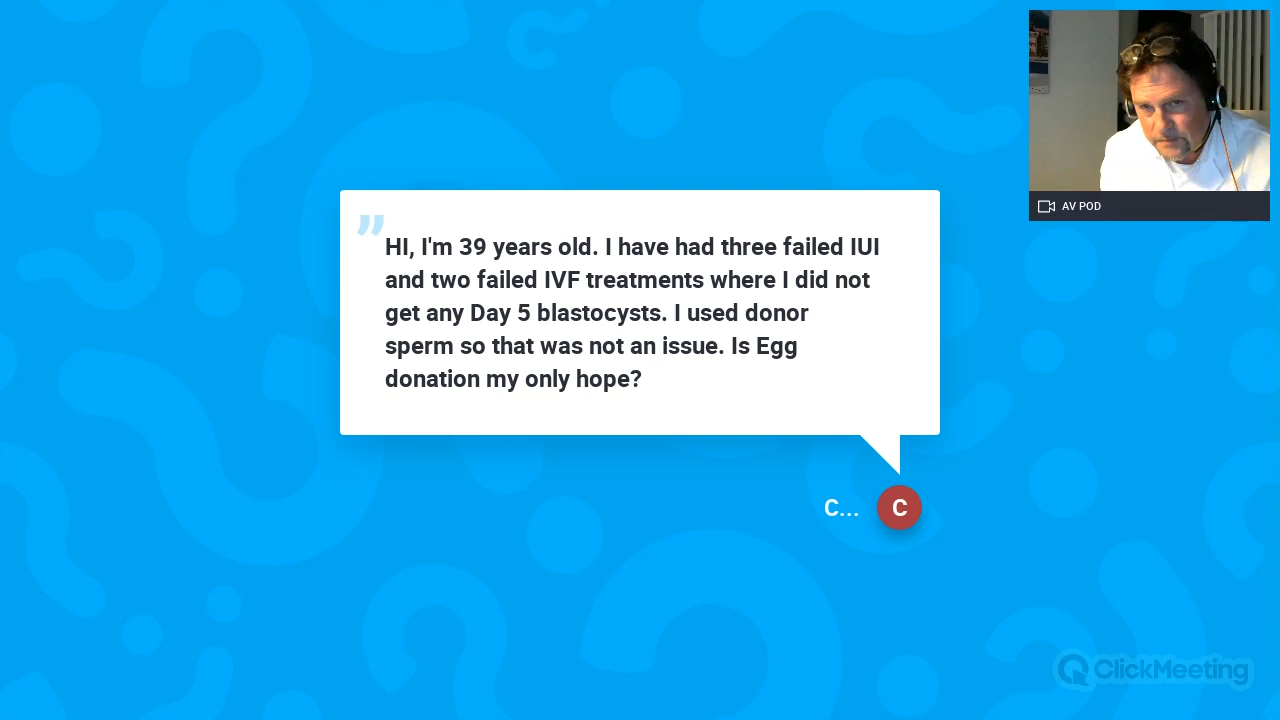 AV POD
HI, I'm 39 years old. I have had three failed IUI
and two failed IVF treatments where I did not
get any Day 5 blastocysts. I used donor
sperm so that was not an issue. Is Egg
donation my only hope?
C... C
ClickMeeting